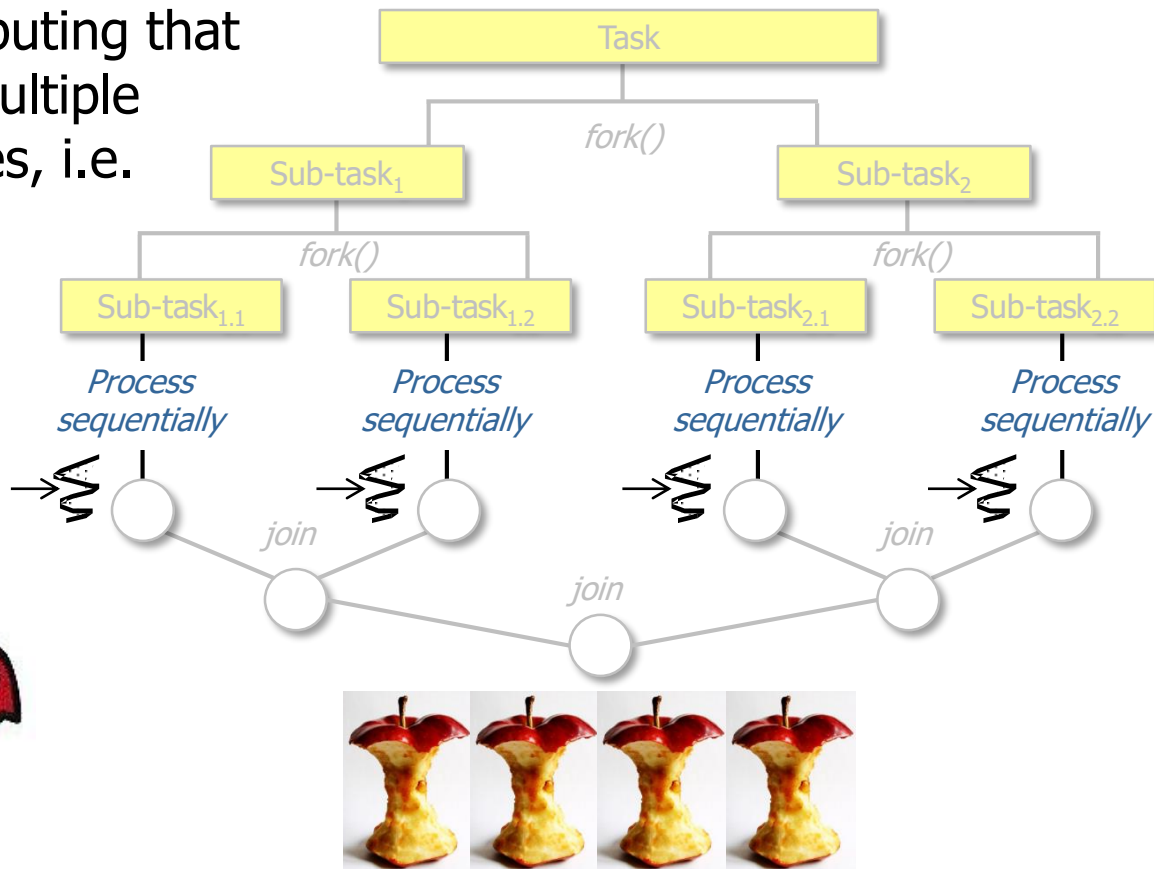 puting that
ultiple
es, i.e.
Task
fork()
Sub-task1
Sub-task2
fork()
fork()
Sub-task1.1
Sub-task1.2
Sub-task2.1
Sub-task2.2
Process
sequentially
Process
sequentially
Process
sequentially
Process
sequentially
join
join
join